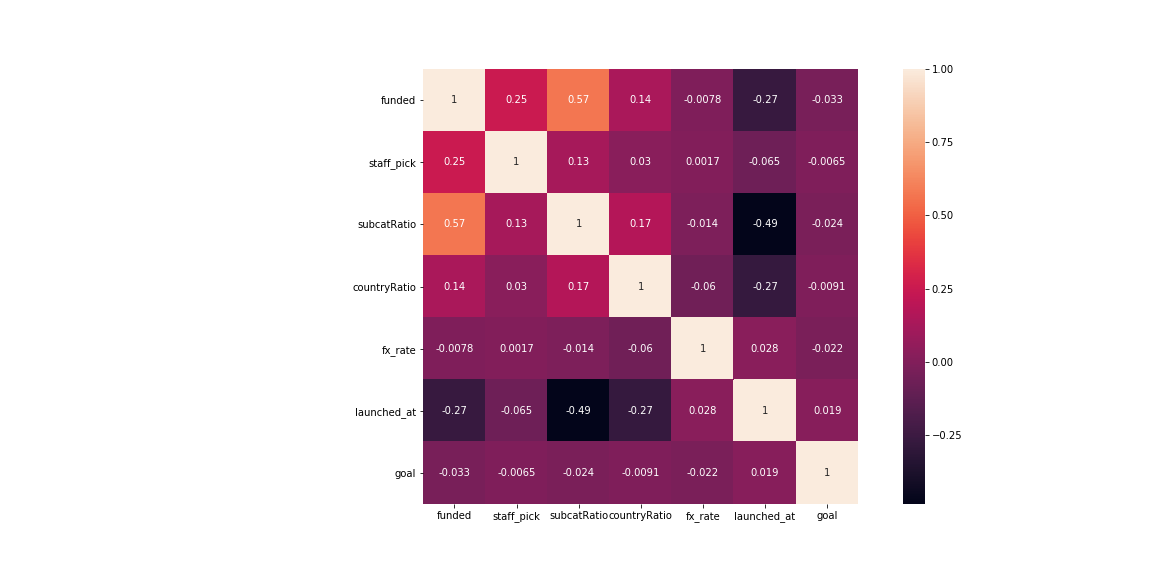 1.00
funded 1 0.25 0.57 0.14 -0.0078 -0.27 -0.033
0.75
staff_pick 0.25 1 0.13 0.03 0.0017 -0.065 -0.0065
0.50
subcatRatio 0.57 0.13 1 0.17 -0.014 -0.49 -0.024
0.25
countryRatio 0.14 0.03 0.17 1 -0.06 -0.27 -0.0091
fx_rate -0.0078 0.0017 -0.014 -0.06 1 0.028 -0.022
0.00
launched_at -0.27 -0.065 -0.49 -0.27 0.028 1 0.019
−0.25
goal -0.033 -0.0065 -0.024 -0.0091 -0.022 0.019 1
funded staff_pick subcatRatio countryRatio fx_rate launched_at goal